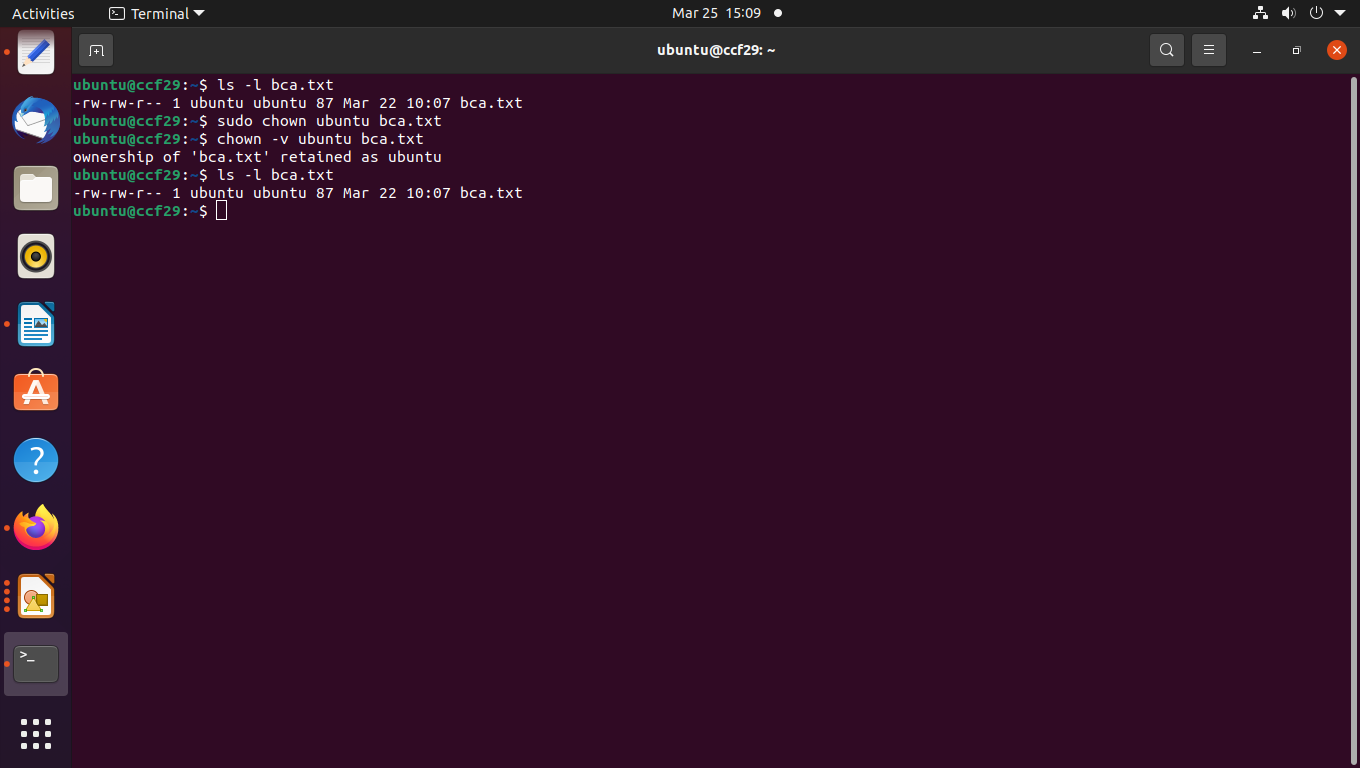 Activities
Terminal
Mar 25 15:09
ubuntu@ccf29: ~
ubuntu@ccf29:~$ ls -l bca.txt
-rw-rw-r-- 1 ubuntu ubuntu 87 Mar 22 10:07 bca.txt
ubuntu@ccf29:~$ sudo chown ubuntu bca.txt
ubuntu@ccf29:~$ chown -v ubuntu bca.txt
ownership of 'bca.txt' retained as ubuntu
ubuntu@ccf29:~$ ls -l bca.txt
-rw-rw-r-- 1 ubuntu ubuntu 87 Mar 22 10:07 bca.txt
ubuntu@ccf29:~$